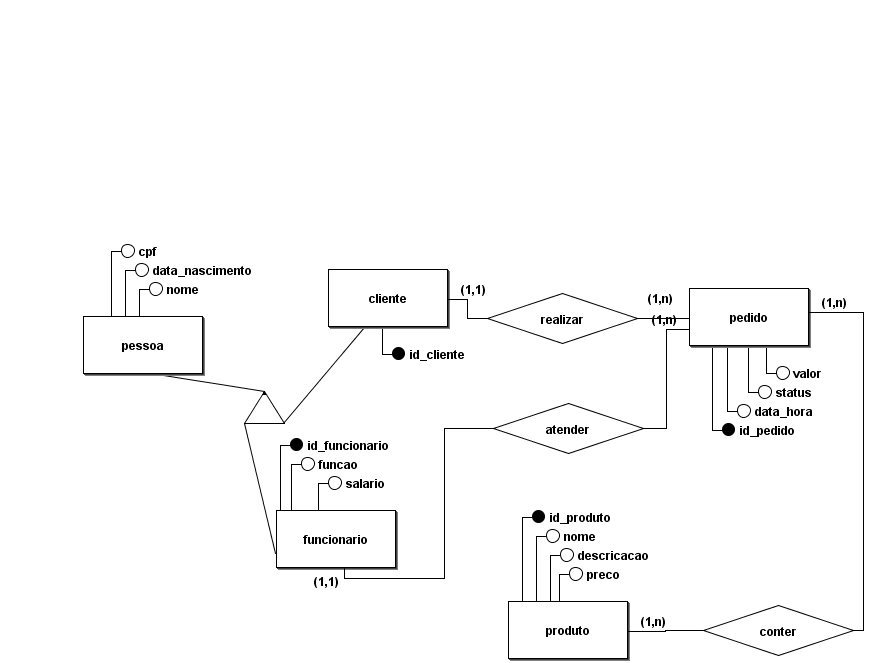 cpf
data_nascimento
nome
pessoa
cliente
(1,1)
id_cliente
realizar
(1,n)
(1,n)
pedido
(1,n)
valor
status
data_hora
id_pedido
atender
id_funcionario
funcao
salario
funcionario
(1,1)
id_produto
nome
descricacao
preco
produto
(1,n)
conter